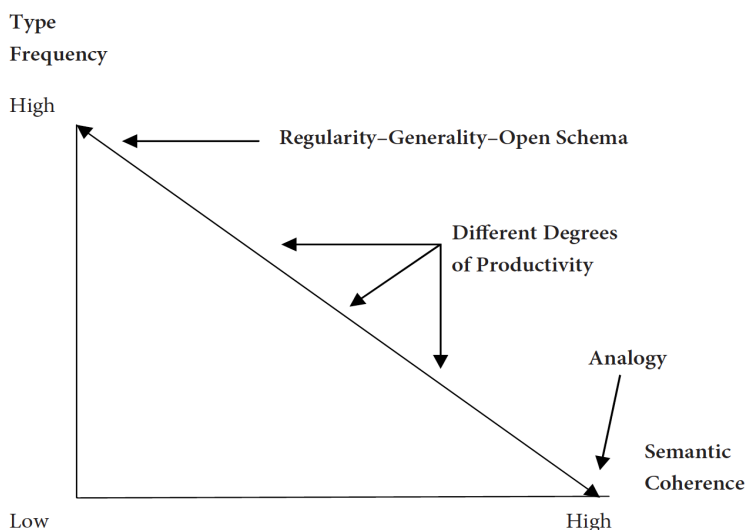 Type
Frequency
High
Regularity–Generality–Open Schema
Different Degrees
of Productivity
Analogy
Semantic
Coherence
Low
High